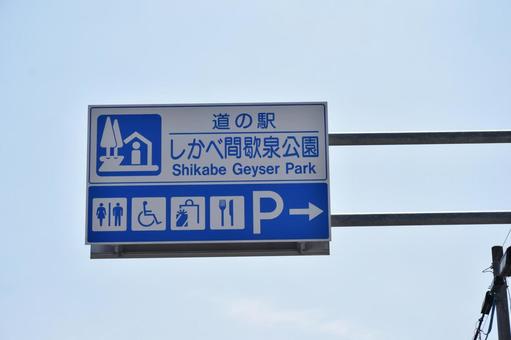 道の駅
しかべ間歇泉公園
Shikabe Geyser Park
P